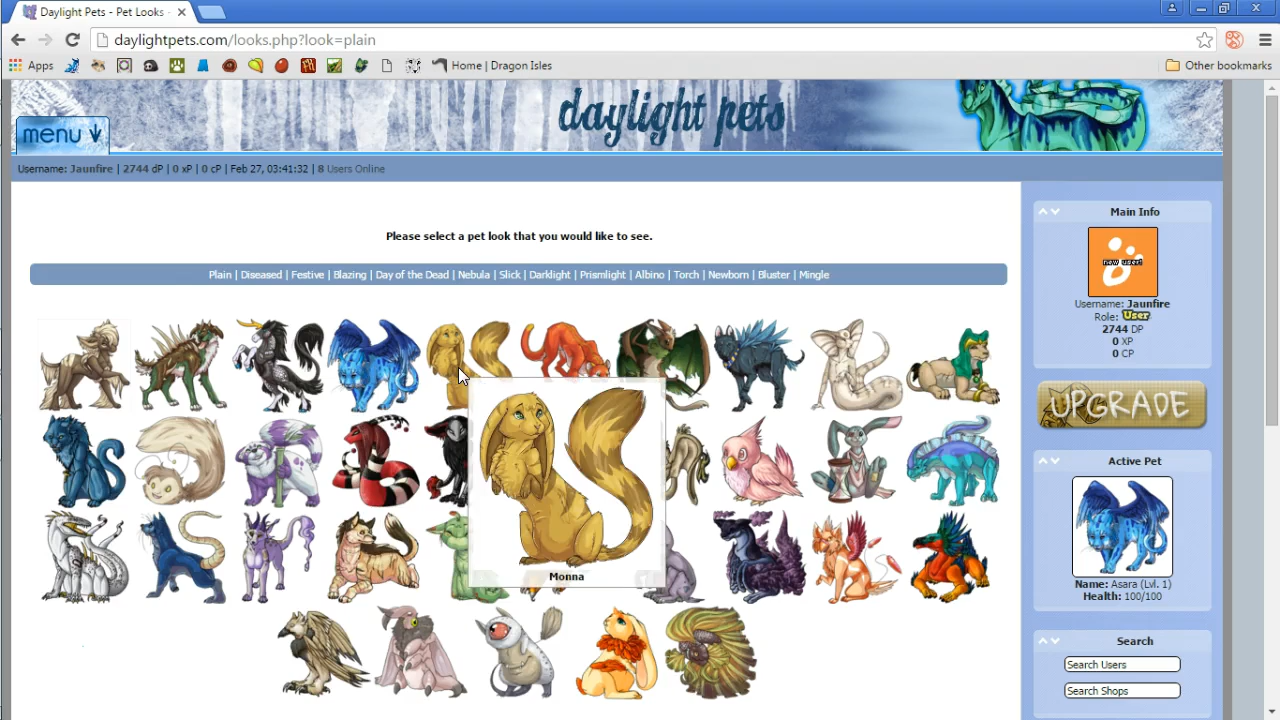 Daylight Pets - Pet Looks -
daylightpets.com/looks.php?look=plain
Apps
Home | Dragon Isles
Other bookmarks
menu
daylight pets
Username: Jaunfire | 2744 dP | 0 xP | 0 cP | Feb 27, 03:41:32 | 8 Users Online
Please select a pet look that you would like to see.
Plain | Diseased | Festive | Blazing | Day of the Dead | Nebula | Slick | Darklight | Prismlight | Albino | Torch | Newborn | Bluster | Mingle
Monna
Main Info
new user!
Username: Jaunfire
Role: User
2744 DP
0 XP
0 CP
UPGRADE
Active Pet
Name: Asara (Lvl. 1)
Health: 100/100
Search
Search Users
Search Shops